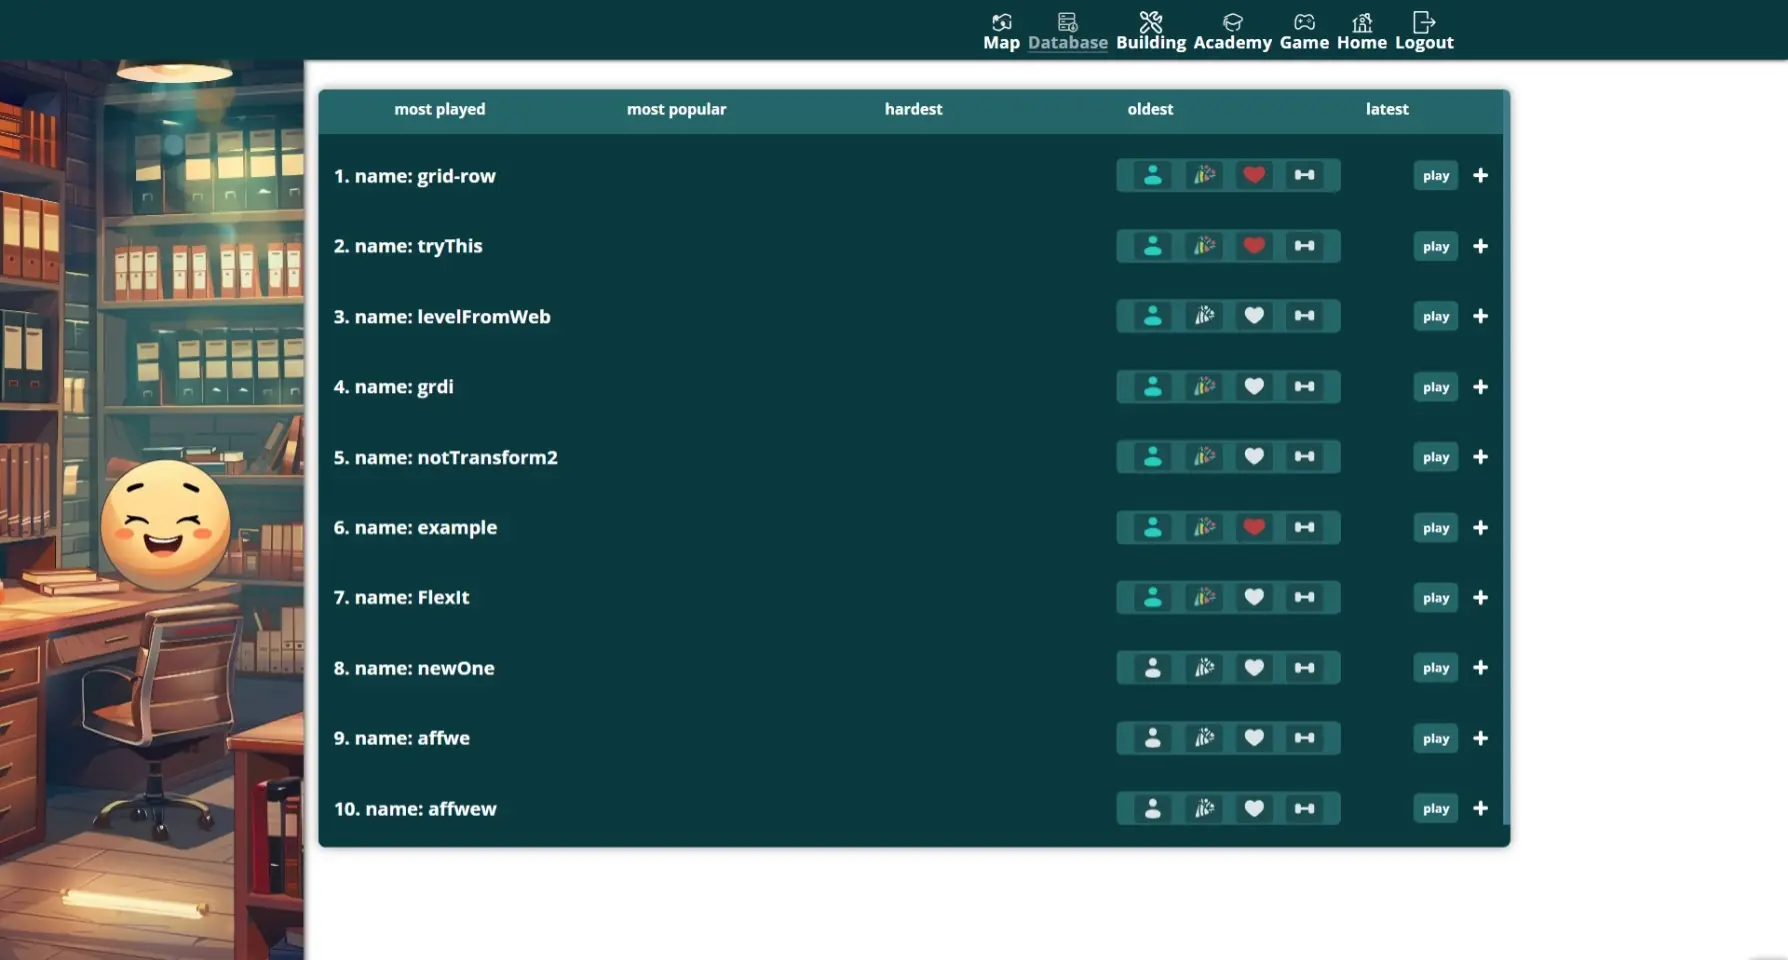 Map Database Building Academy Game Home Logout
most played most popular hardest oldest latest
1. name: grid-row play +
2. name: tryThis play +
3. name: levelFromWeb play +
4. name: grdi play +
5. name: notTransform2 play +
6. name: example play +
7. name: FlexIt play +
8. name: newOne play +
9. name: affwe play +
10. name: affwew play +